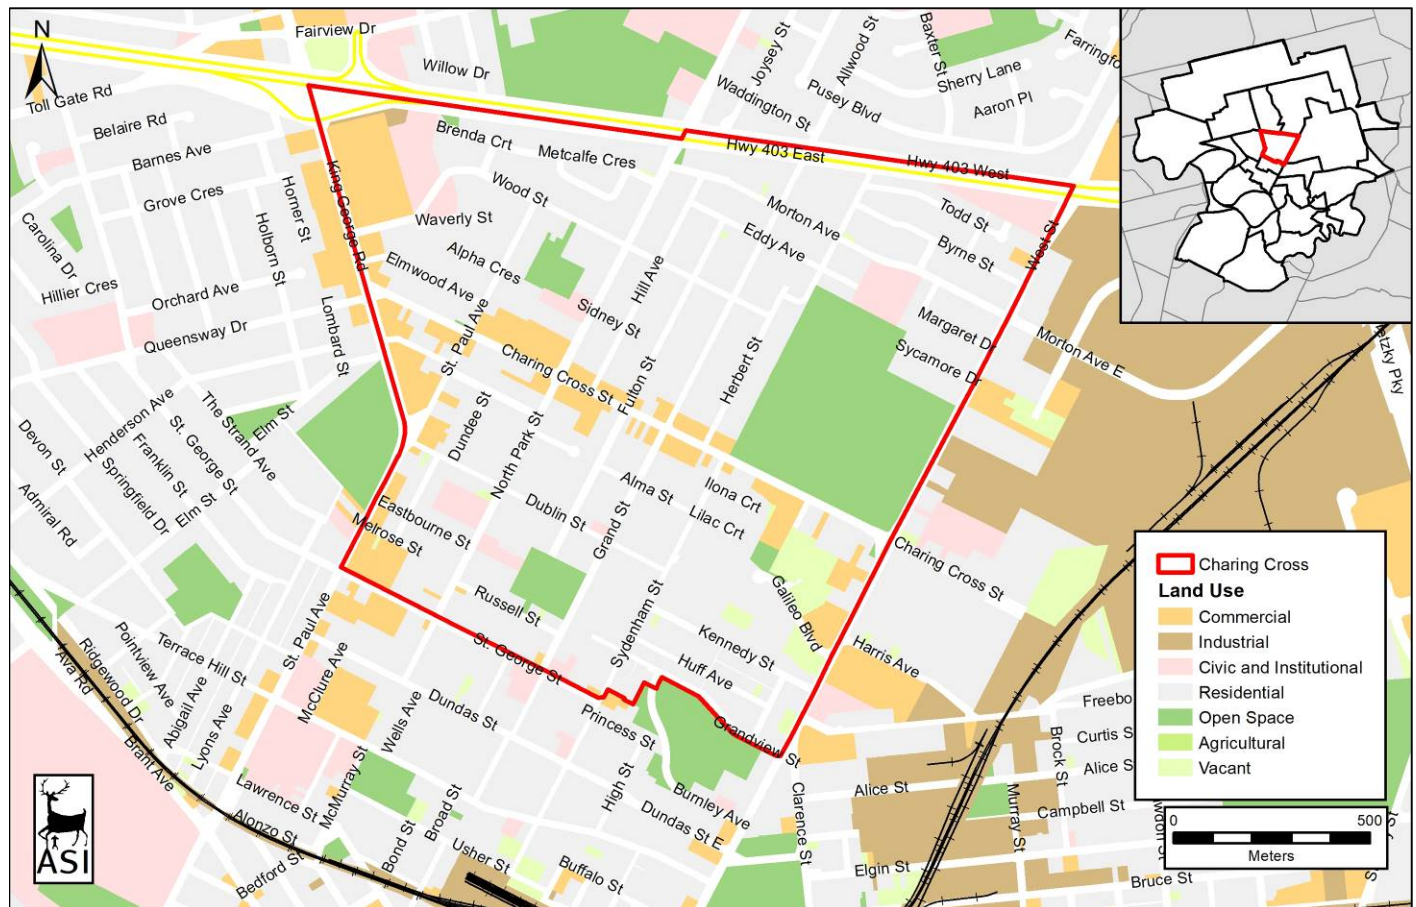 Fairview Dr
N
Willow Dr
Joysey St
Allwood St
Baxter St
Sherry Lane
Toll Gate Rd
Waddington St
Pusey Blvd
Aaron Pl
Belaire Rd
Brenda Crt
Metcalfe Cres
Hwy 403 East
Hwy 403 West
Barnes Ave
King George Rd
Wood St
Grove Cres
Horner St
Holborn St
Waverly St
Morton Ave
Todd St
West St
Carolina Dr
Alpha Cres
Hill Ave
Eddy Ave
Byrne St
Hillier Cres
Orchard Ave
Elmwood Ave
Sidney St
Queensway Dr
Lombard St
St. Paul Ave
Charing Cross St
Fulton St
Herbert St
Margaret Dr
Sycamore Dr
Morton Ave E
etzky Pky
Henderson Ave
The Strand Ave
Elm St
Dundee St
North Park St
Devon St
Franklin St
St. George St
Springfield Dr
Elm St
Admiral Rd
Eastbourne St
Melrose St
Dublin St
Alma St
Grand St
Ilona Crt
Lilac Crt
Charing Cross St
Russell St
Galileo Blvd
Sydenham St
Kennedy St
Huff Ave
Harris Ave
Ridgewood Dr
Pointview Ave
Terrace Hill St
St. Paul Ave
St. George St
Ava Rd
Abigail Ave
Lyons Ave
McClure Ave
Wells Ave
Dundas St
Princess St
Grandview St
Freebo
Brant Ave
McMurray St
High St
Curtis S
Brock St
Alice St
Alice S
Lawrence St
Alonzo St
Broad St
Bond St
Burnley Ave
Dundas St E
Clarence St
Murray St
Campbell St
Bedford St
Usher St
Buffalo St
Elgin St
Bruce St
Charing Cross
Land Use
Commercial
Industrial
Civic and Institutional
Residential
Open Space
Agricultural
Vacant
0 500
Meters
ASI